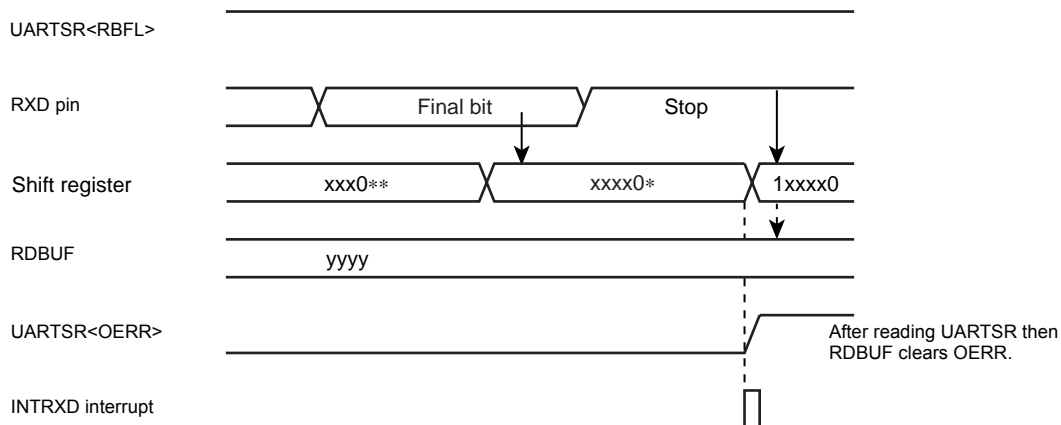 UARTSR<RBFL>
RXD pin
Final bit
Stop
Shift register
xxx0**
xxxx0*
1xxxx0
RDBUF
yyyy
UARTSR<OERR>
After reading UARTSR then
RDBUF clears OERR.
INTRXD interrupt